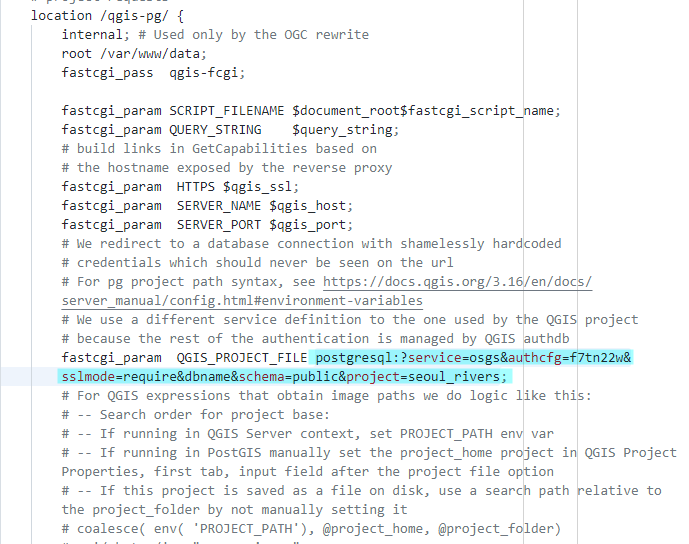 location /qgis-pg/ {
internal; # Used only by the OGC rewrite
root /var/www/data;
fastcgi_pass  qgis-fcgi;
fastcgi_param SCRIPT_FILENAME $document_root$fastcgi_script_name;
fastcgi_param QUERY_STRING    $query_string;
# build links in GetCapabilities based on
# the hostname exposed by the reverse proxy
fastcgi_param  HTTPS $qgis_ssl;
fastcgi_param  SERVER_NAME $qgis_host;
fastcgi_param  SERVER_PORT $qgis_port;
# We redirect to a database connection with shamelessly hardcoded
# credentials which should never be seen on the url
# For pg project path syntax, see https://docs.qgis.org/3.16/en/docs/
server_manual/config.html#environment-variables
# We use a different service definition to the one used by the QGIS project
# because the rest of the authentication is managed by QGIS authdb
fastcgi_param  QGIS_PROJECT_FILE postgresql:?service=osgs&authcfg=f7tn22w&
sslmode=require&dbname&schema=public&project=seoul_rivers;
# For QGIS expressions that obtain image paths we do logic like this:
# -- Search order for project base:
# -- If running in QGIS Server context, set PROJECT_PATH env var
# -- If running in PostGIS manually set the project_home project in QGIS Project
Properties, first tab, input field after the project file option
# -- If this project is saved as a file on disk, use a search path relative to
the project_folder by not manually setting it
# coalesce( env( 'PROJECT_PATH'), @project_home, @project_folder)